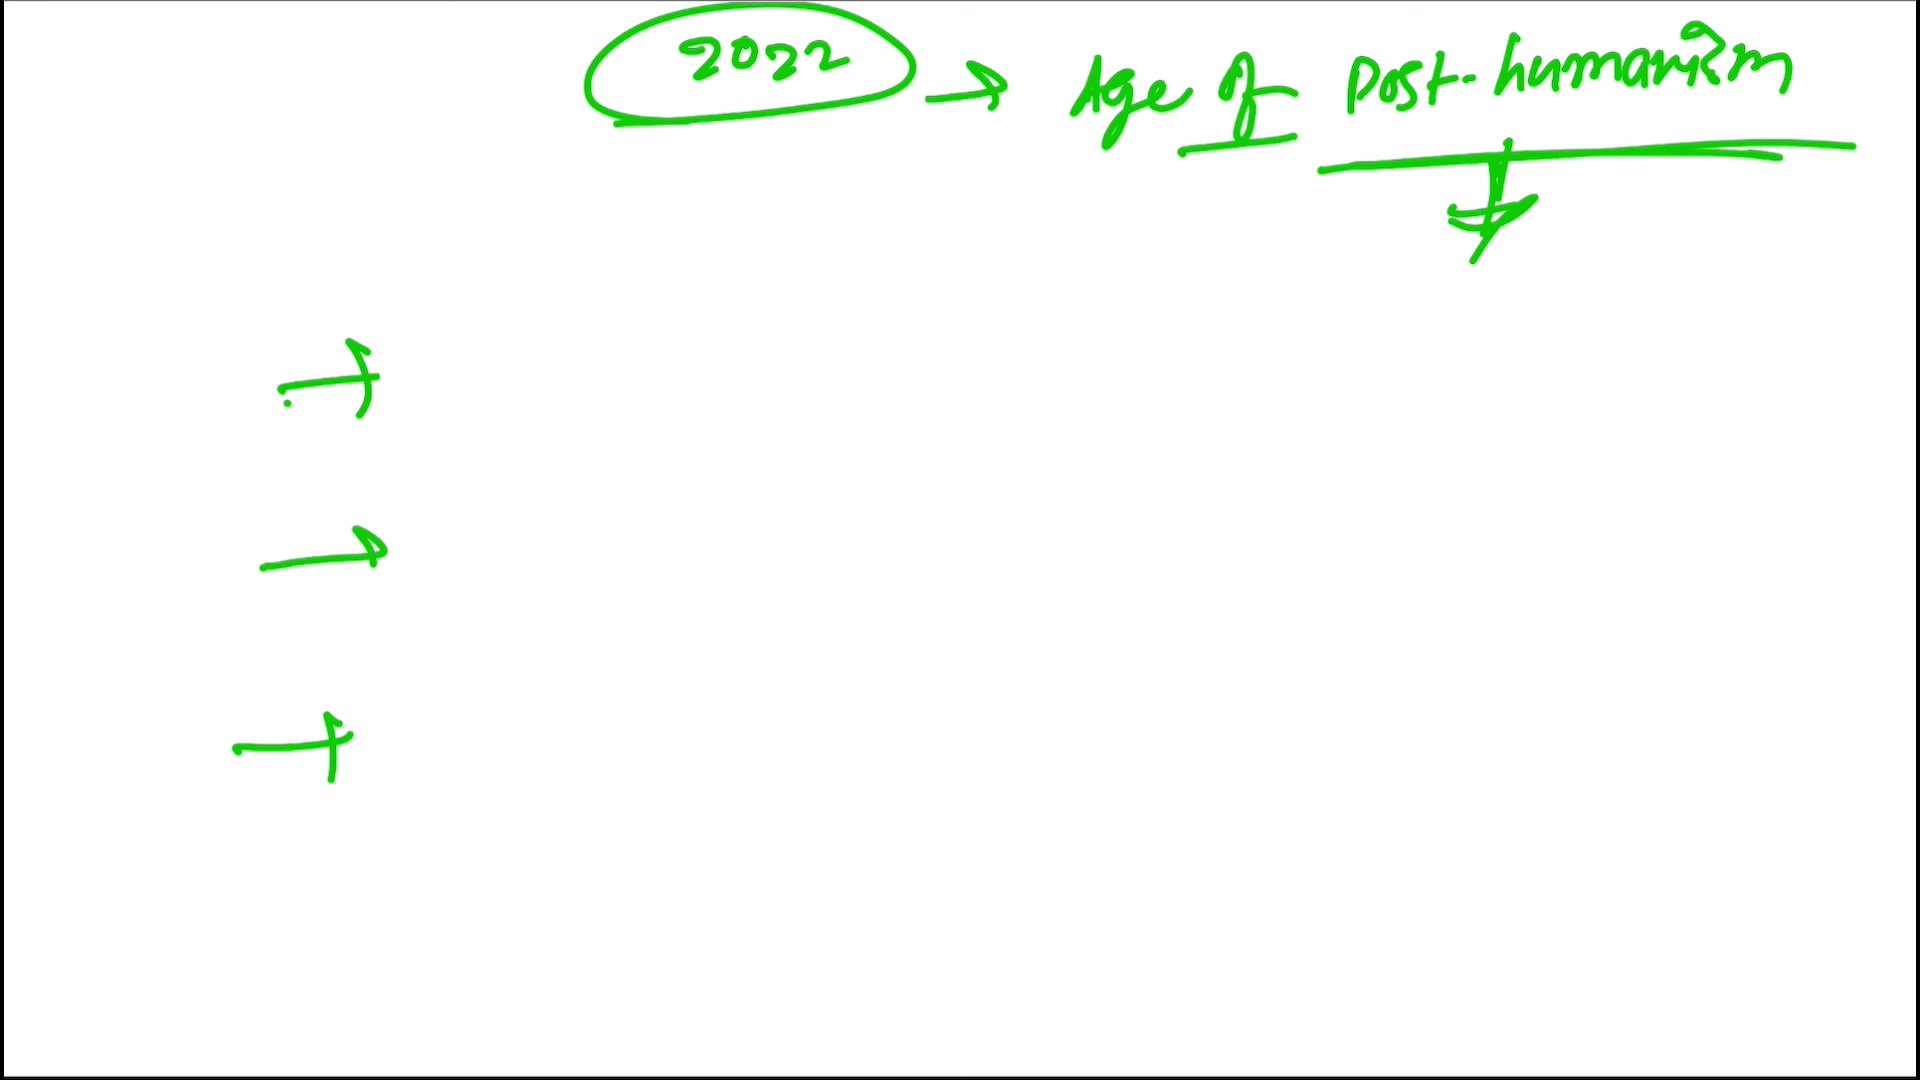 2022 → Age of Post-humanism